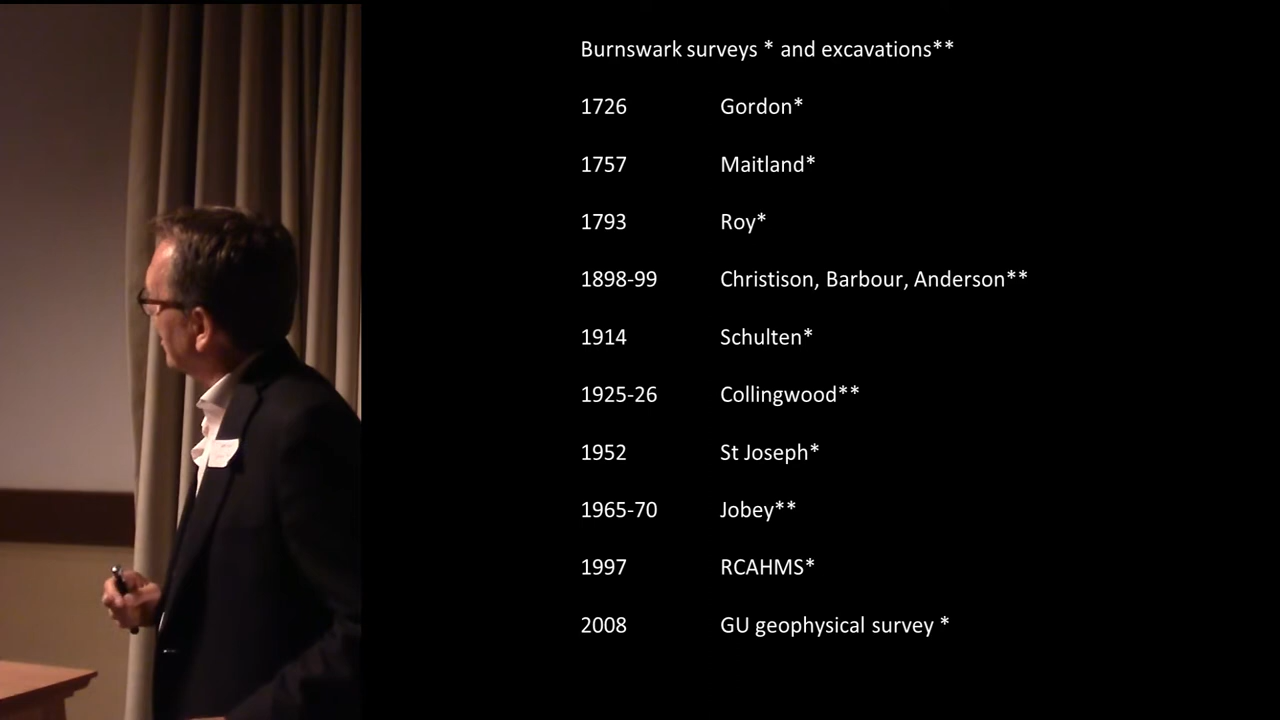 Burnswark surveys * and excavations**
1726 Gordon*
1757 Maitland*
1793 Roy*
1898-99 Christison, Barbour, Anderson**
1914 Schulten*
1925-26 Collingwood**
1952 St Joseph*
1965-70 Jobey**
1997 RCAHMS*
2008 GU geophysical survey *